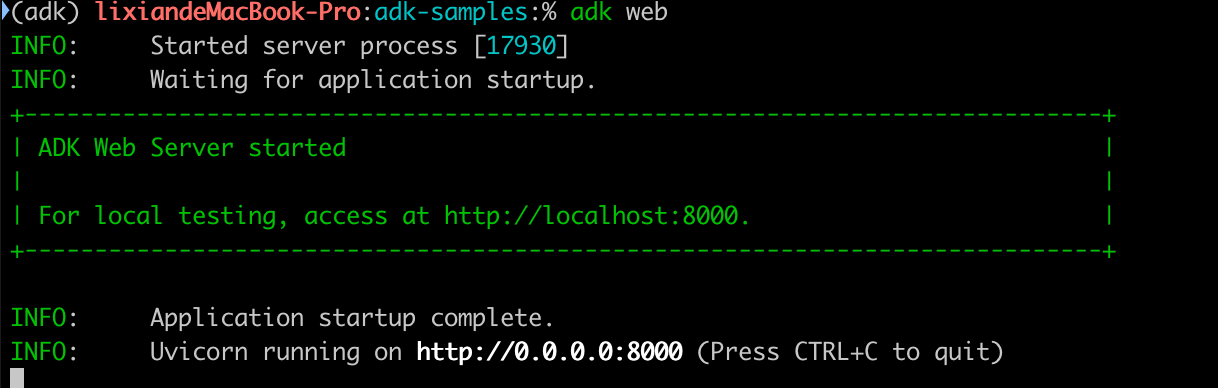 (adk) lixiandeMacBook-Pro:adk-samples:% adk web
INFO:     Started server process [17930]
INFO:     Waiting for application startup.
+-----------------------------------------------------------------------------+
| ADK Web Server started                                                      |
|                                                                             |
| For local testing, access at http://localhost:8000.                         |
+-----------------------------------------------------------------------------+
INFO:     Application startup complete.
INFO:     Uvicorn running on http://0.0.0.0:8000 (Press CTRL+C to quit)